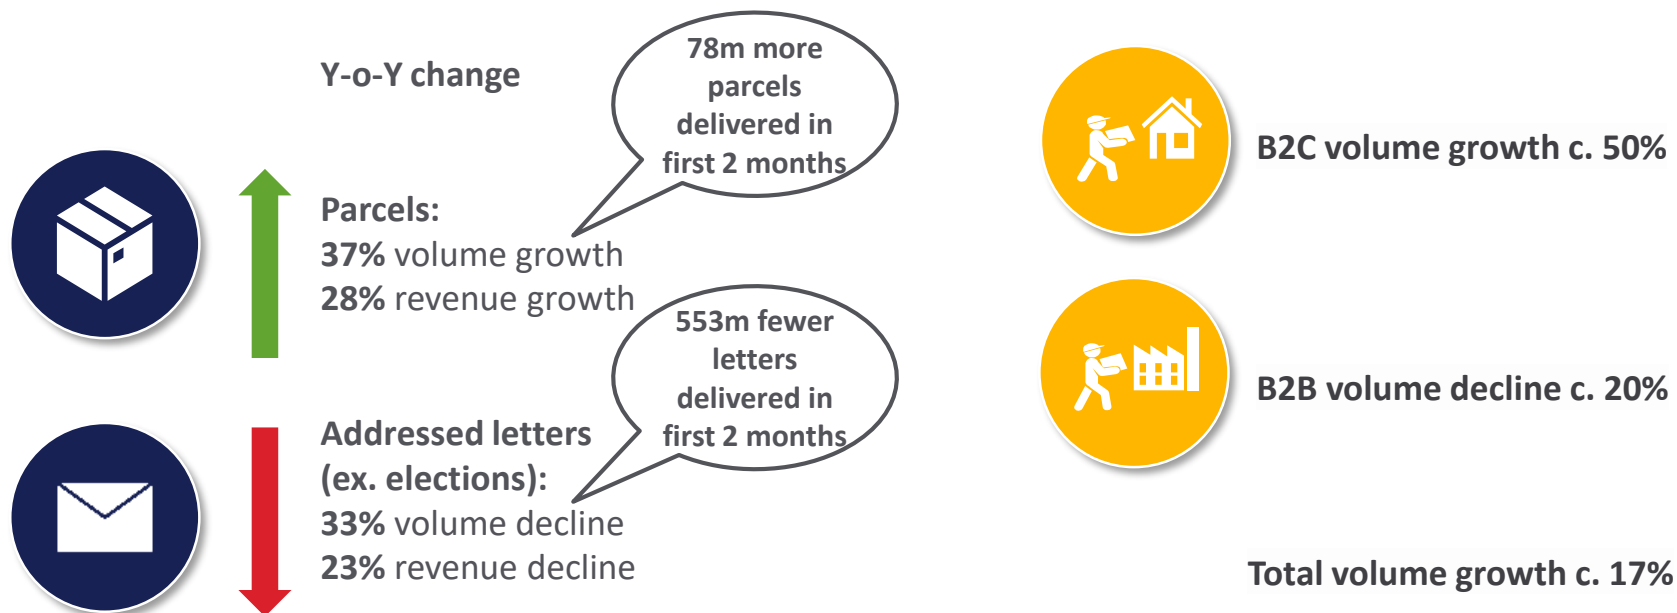 Y-o-Y change
78m more
parcels
delivered in
first 2 months
Parcels:
37% volume growth
28% revenue growth
553m fewer
letters
delivered in
first 2 months
Addressed letters
(ex. elections):
33% volume decline
23% revenue decline
B2C volume growth c. 50%
B2B volume decline c. 20%
Total volume growth c. 17%